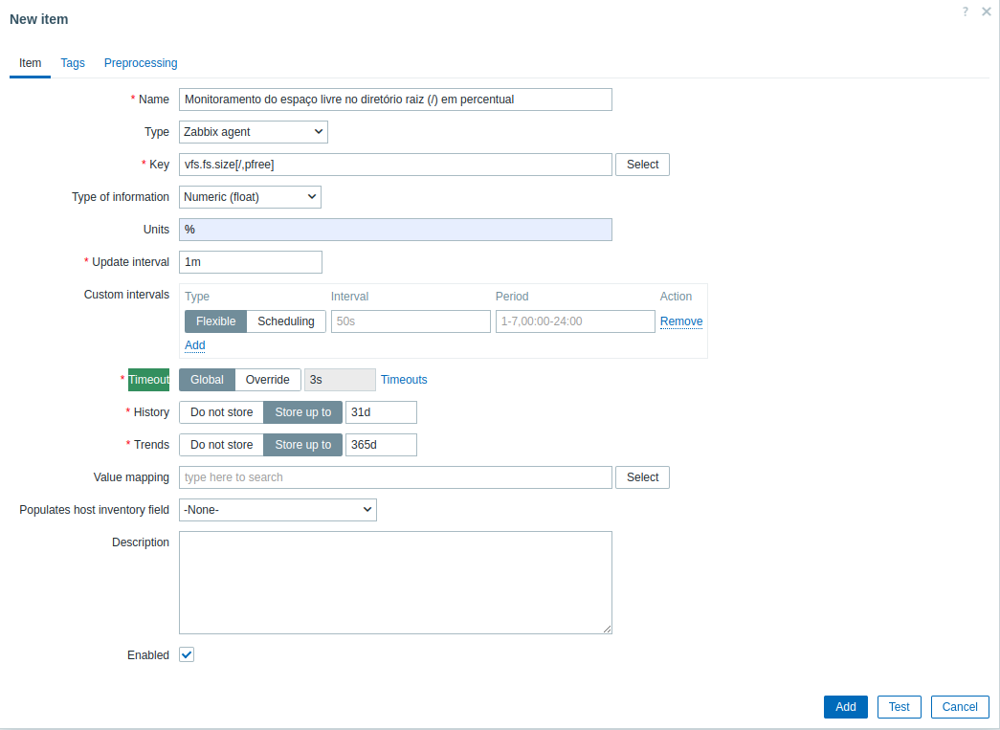 New item
?
Item Tags Preprocessing
* Name Monitoramento do espaço livre no diretório raiz (/) em percentual
Type Zabbix agent
* Key vfs.fs.size[/,pfree] Select
Type of information Numeric (float)
Units %
* Update interval 1m
Custom intervals Type Interval Period Action
Flexible Scheduling 50s 1-7,00:00-24:00 Remove
Add
* Timeout Global Override 3s Timeouts
* History Do not store Store up to 31d
* Trends Do not store Store up to 365d
Value mapping type here to search Select
Populates host inventory field -None-
Description
Enabled
Add Test Cancel